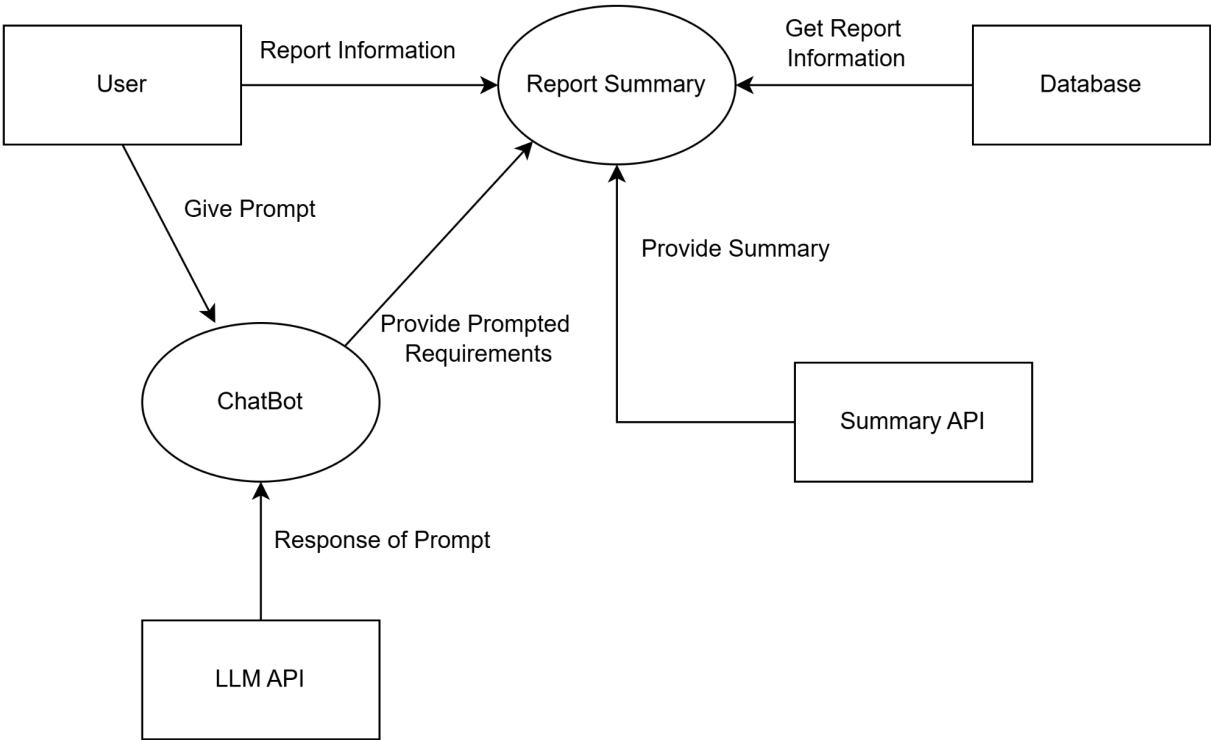 User
Report Information
Report Summary
Get Report
Information
Database
Give Prompt
Provide Summary
Provide Prompted
Requirements
ChatBot
Summary API
Response of Prompt
LLM API